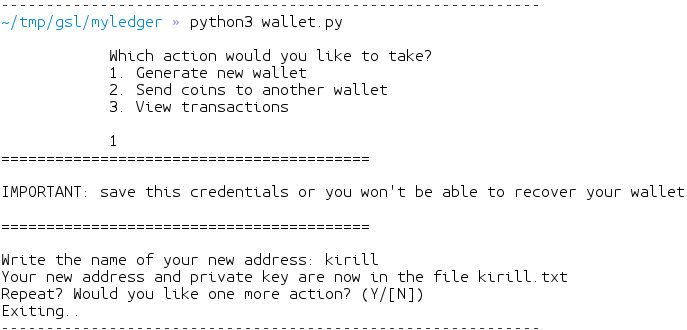 ------------------------------------------------------------
~/tmp/gsl/myledger » python3 wallet.py
Which action would you like to take?
1. Generate new wallet
2. Send coins to another wallet
3. View transactions
1
=========================================
IMPORTANT: save this credentials or you won't be able to recover your wallet
=========================================
Write the name of your new address: kirill
Your new address and private key are now in the file kirill.txt
Repeat? Would you like one more action? (Y/[N])
Exiting..
------------------------------------------------------------